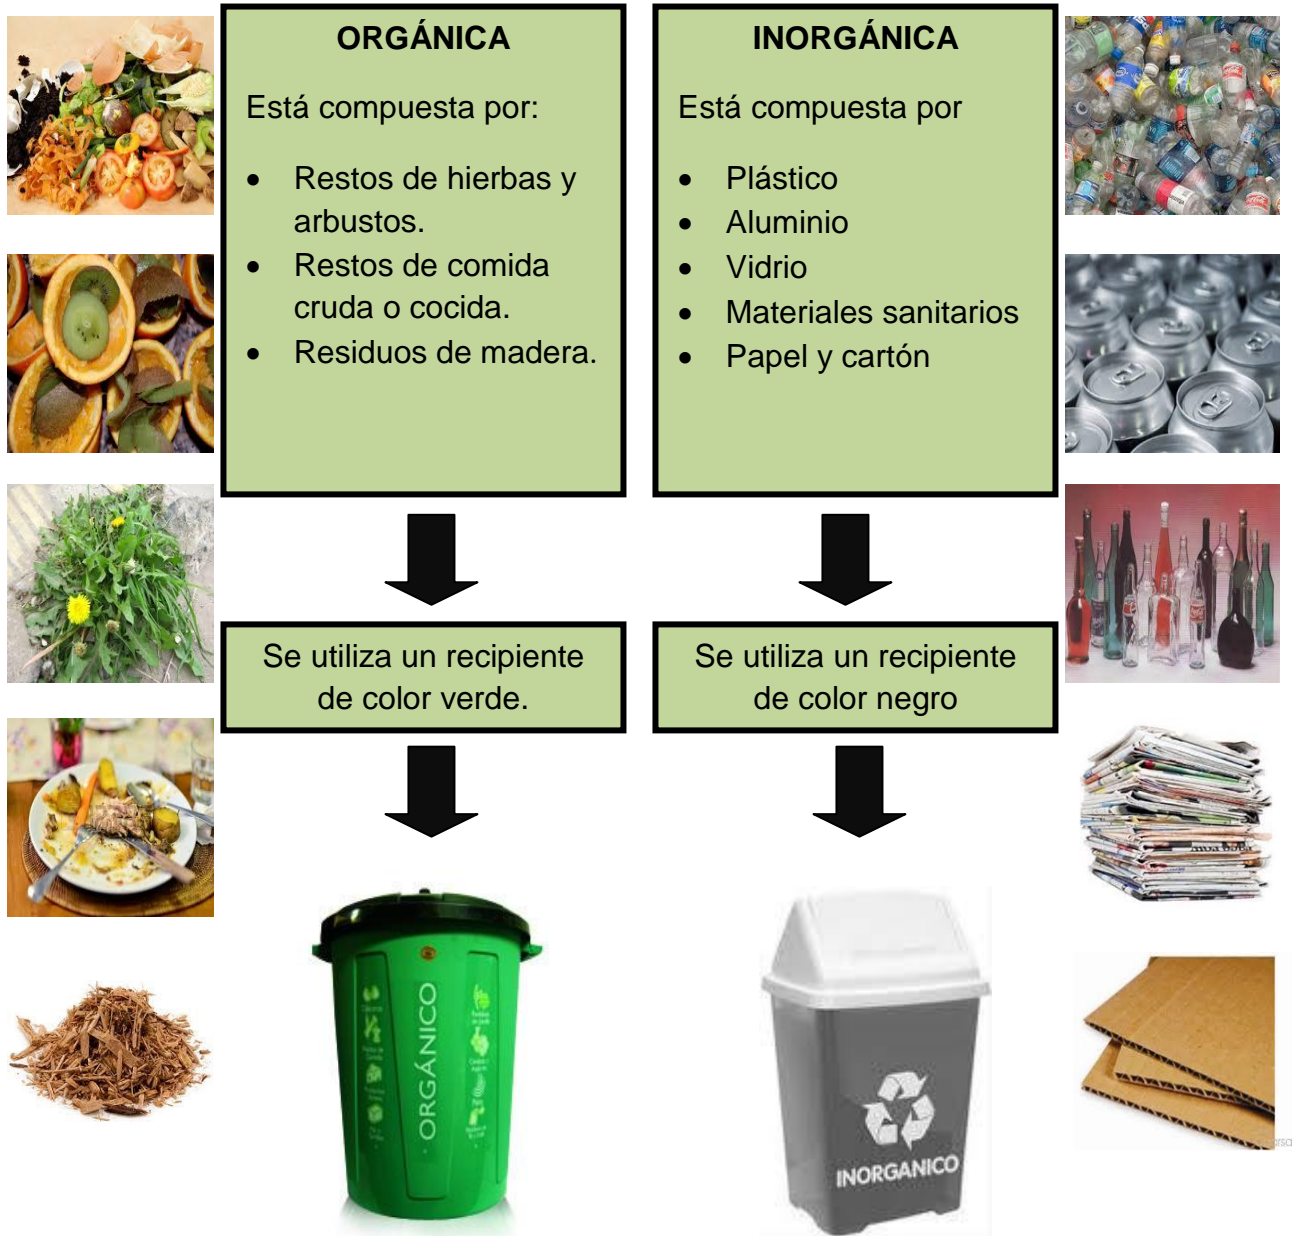 ORGÁNICA
Está compuesta por:
• Restos de hierbas y
arbustos.
• Restos de comida
cruda o cocida.
• Residuos de madera.
Se utiliza un recipiente
de color verde.
ORGÁNICO
INORGÁNICA
Está compuesta por
• Plástico
• Aluminio
• Vidrio
• Materiales sanitarios
• Papel y cartón
Se utiliza un recipiente
de color negro
INORGANICO